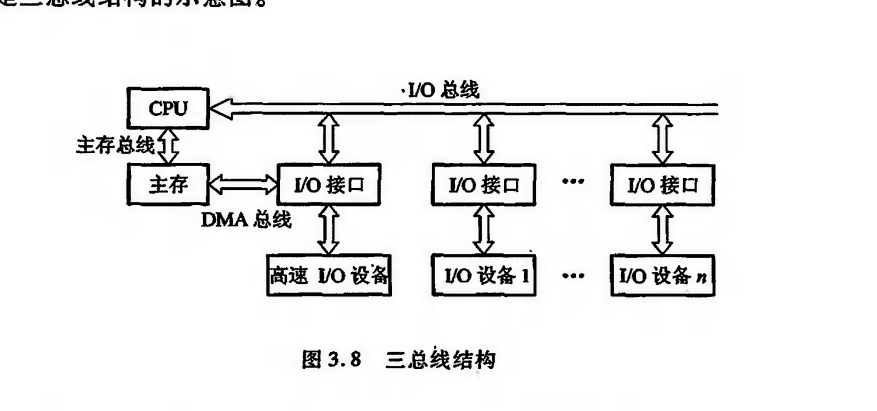 是三总线结构的示意图。
I/O 总线
CPU
主存总线
主存
I/O 接口
I/O 接口
···
I/O 接口
DMA 总线
高速 I/O 设备
I/O 设备 1
···
I/O 设备 n
图 3.8 三总线结构